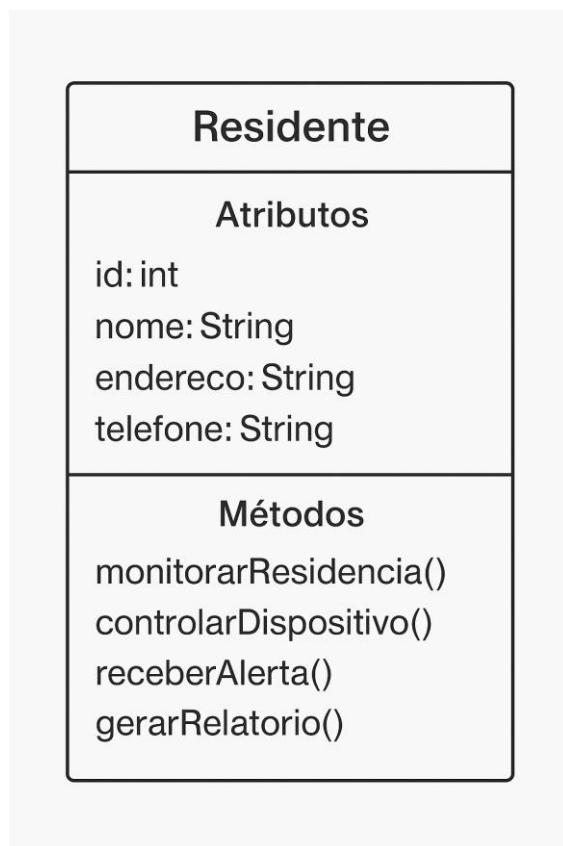 Residente
Atributos
id: int
nome: String
endereco: String
telefone: String
Métodos
monitorarResidencia()
controlarDispositivo()
receberAlerta()
gerarRelatorio()